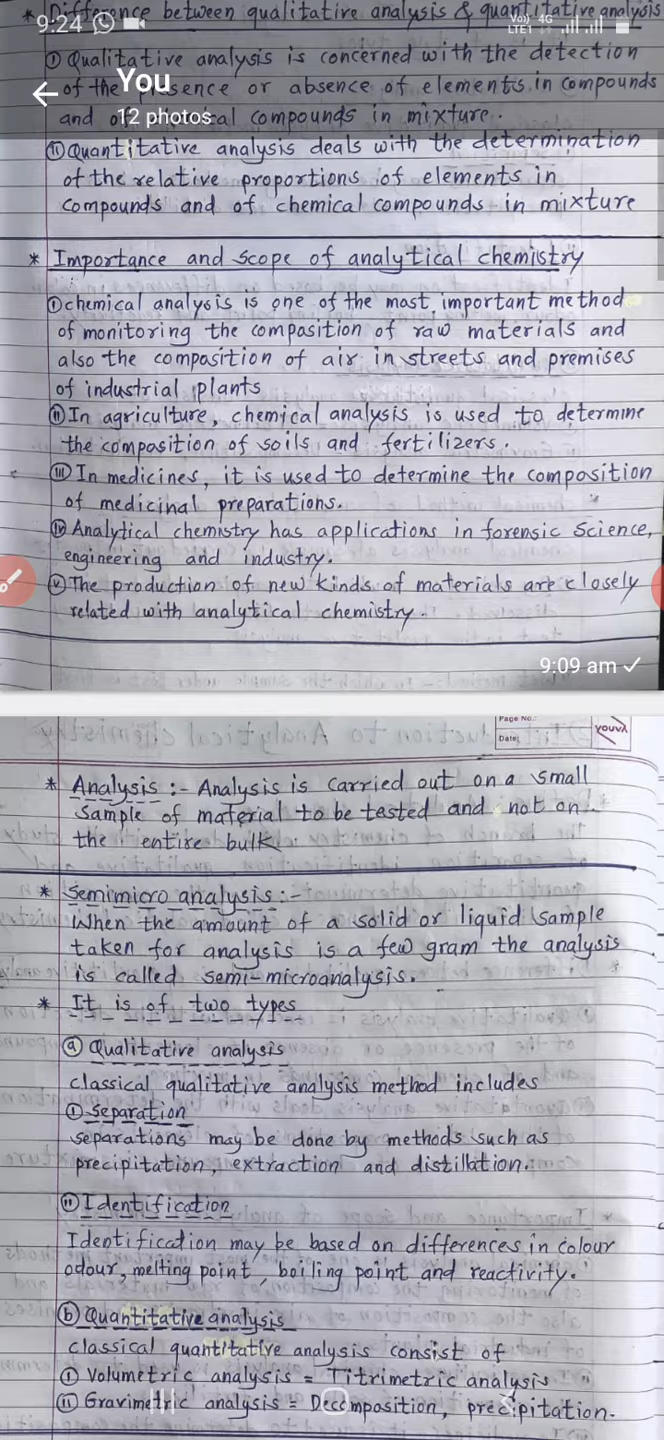 * Difference between qualitative analysis & quantitative analysis
9:24 Vo)) 4G LTE1
① Qualitative analysis is concerned with the detection
You
of the presence or absence of elements in compounds
12 photos
and of chemical compounds in mixture.
ⓘⓘ Quantitative analysis deals with the determination
of the relative proportions of elements in
compounds and of chemical compounds in mixture
* Importance and scope of analytical chemistry
ⓘ chemical analysis is one of the most important method
of monitoring the composition of raw materials and
also the composition of air in streets and premises
of industrial plants
ⓘⓘ In agriculture, chemical analysis is used to determine
the composition of soils and fertilizers.
ⓘⓘⓘ In medicines, it is used to determine the composition
of medicinal preparations.
ⓘⓥ Analytical chemistry has applications in forensic Science,
engineering and industry.
ⓥ The production of new kinds of materials are closely
related with analytical chemistry.
9:09 am
Page No.:
Date:
YOUVA
* Analysis :- Analysis is carried out on a small
sample of material to be tested and not on
the entire bulk.
* Semimicro analysis :-
When the amount of a solid or liquid sample
taken for analysis is a few gram the analysis
is called semi-microanalysis.
* It is of two types
ⓐ Qualitative analysis
classical qualitative analysis method includes
ⓘ Separation
separations may be done by methods such as
precipitation, extraction and distillation.
ⓘⓘ Identification
Identification may be based on differences in colour
odour, melting point, boiling point and reactivity.
ⓑ Quantitative analysis
classical quantitative analysis consist of
ⓘ Volumetric analysis = Titrimetric analysis
ⓘⓘ Gravimetric analysis = Decomposition, precipitation.